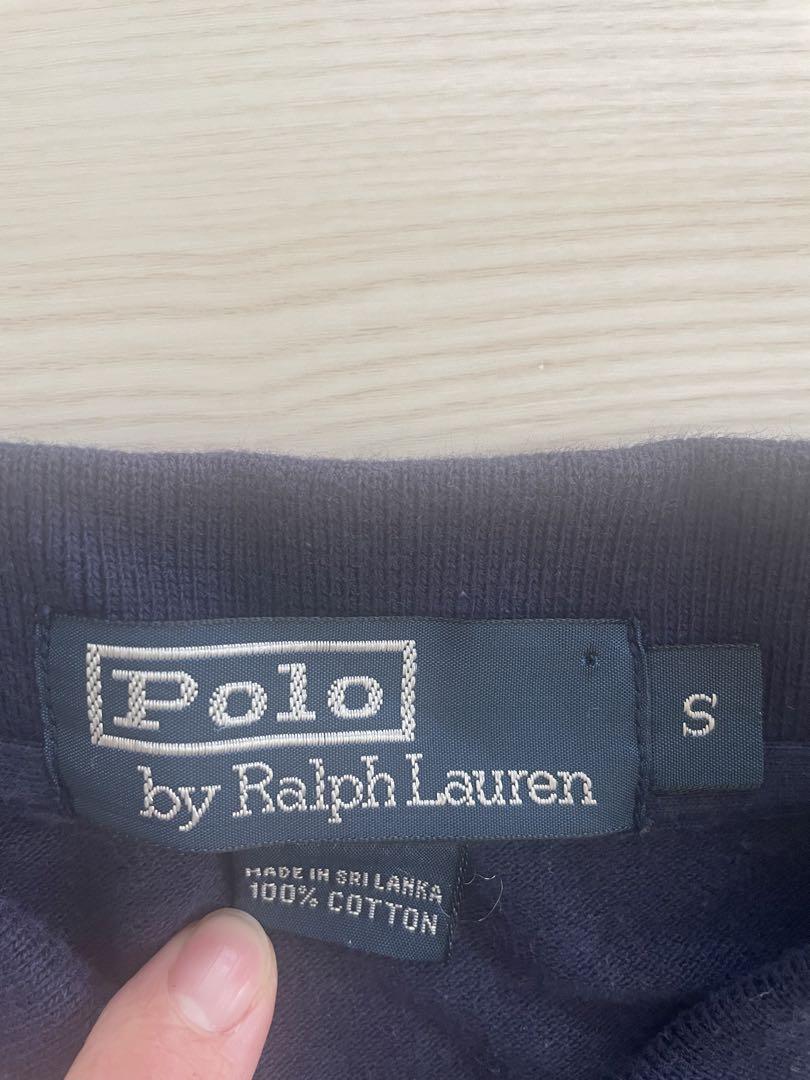 Polo
by Ralph Lauren
S
MADE IN SRI LANKA
100% COTTON